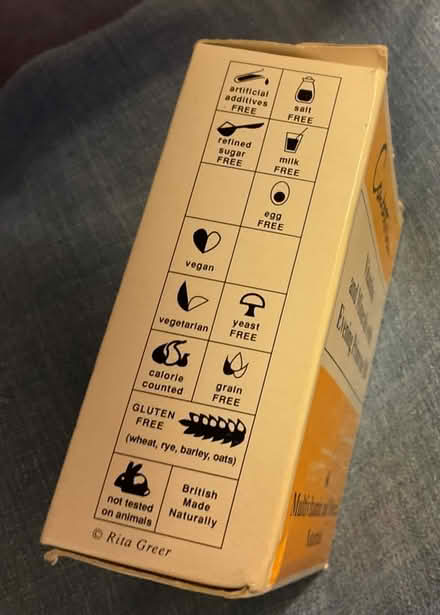 artificial
additives
FREE
salt
FREE
refined
sugar
FREE
milk
FREE
egg
FREE
vegan
vegetarian
yeast
FREE
calorie
counted
grain
FREE
GLUTEN
FREE
(wheat, rye, barley, oats)
not tested
on animals
British
Made
Naturally
© Rita Greer